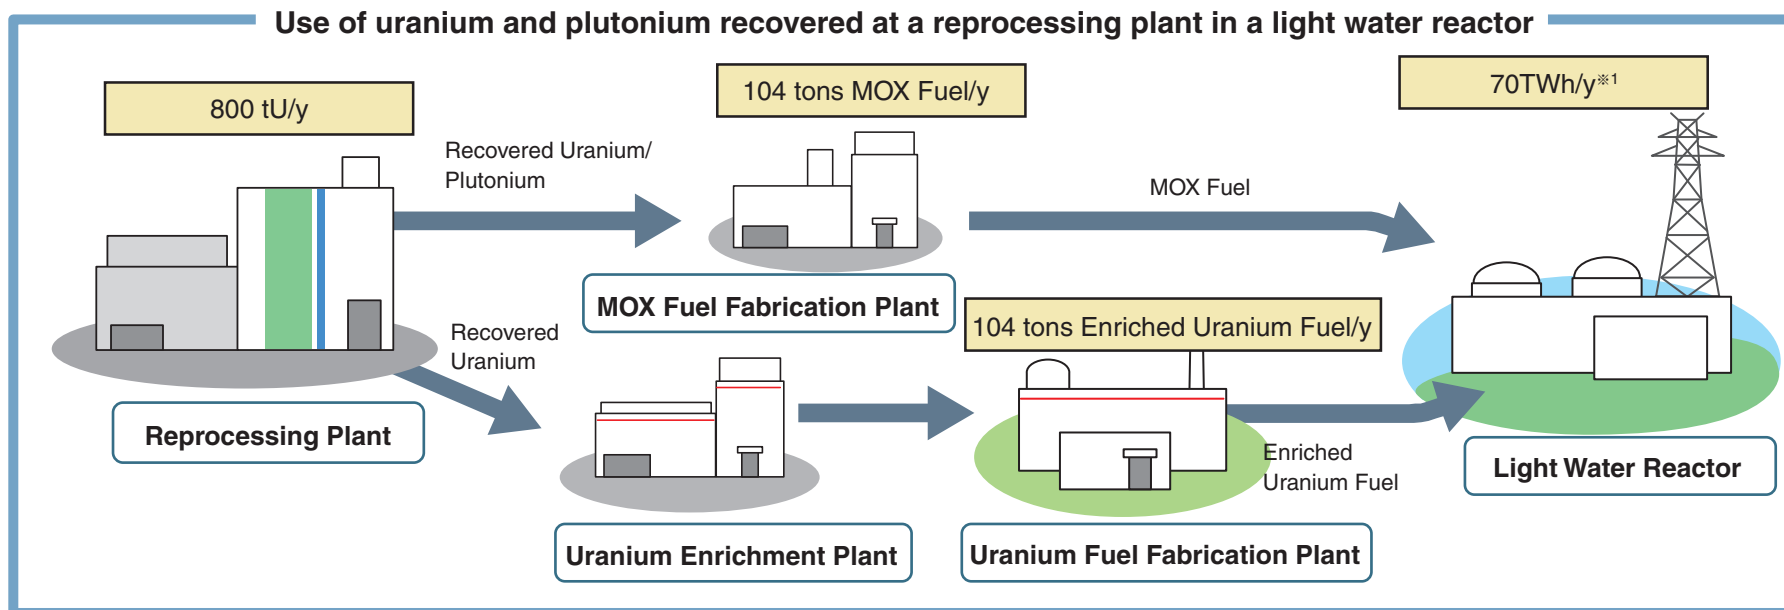 Use of uranium and plutonium recovered at a reprocessing plant in a light water reactor
800 tU/y
104 tons MOX Fuel/y
70TWh/y※1
Recovered Uranium/
Plutonium
MOX Fuel
MOX Fuel Fabrication Plant
104 tons Enriched Uranium Fuel/y
Recovered
Uranium
Reprocessing Plant
Enriched
Uranium Fuel
Light Water Reactor
Uranium Enrichment Plant
Uranium Fuel Fabrication Plant